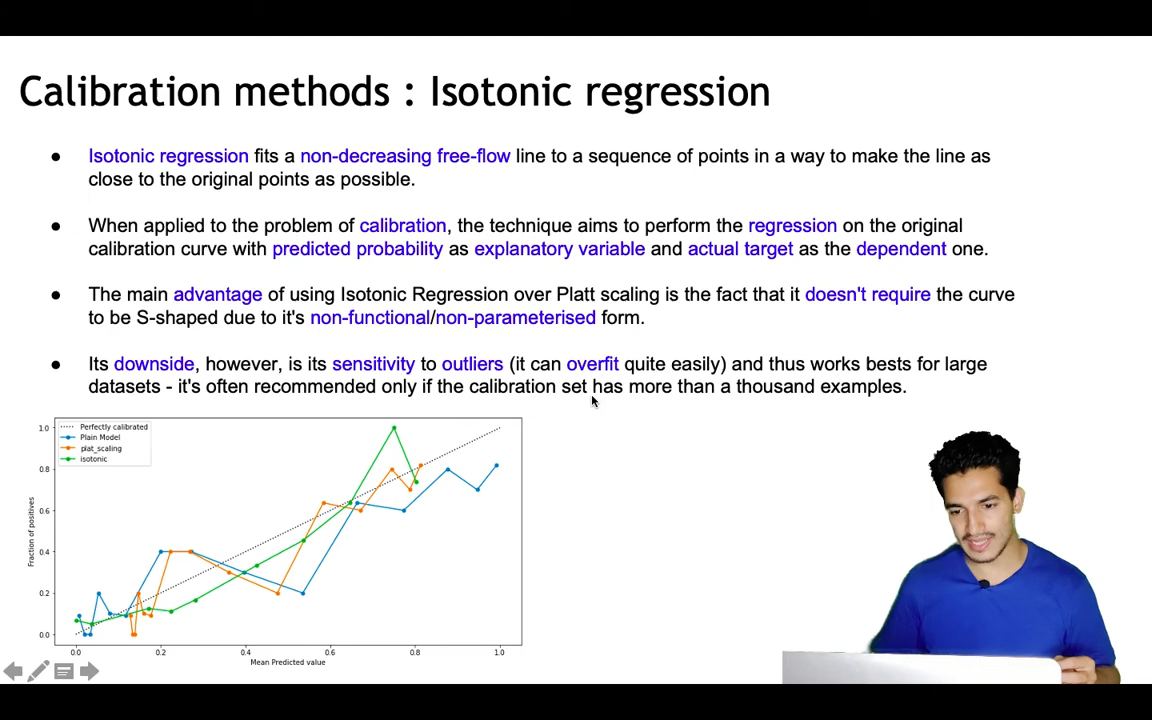 Calibration methods : Isotonic regression
● Isotonic regression fits a non-decreasing free-flow line to a sequence of points in a way to make the line as
close to the original points as possible.
● When applied to the problem of calibration, the technique aims to perform the regression on the original
calibration curve with predicted probability as explanatory variable and actual target as the dependent one.
● The main advantage of using Isotonic Regression over Platt scaling is the fact that it doesn't require the curve
to be S-shaped due to it's non-functional/non-parameterised form.
● Its downside, however, is its sensitivity to outliers (it can overfit quite easily) and thus works bests for large
datasets - it's often recommended only if the calibration set has more than a thousand examples.
Perfectly calibrated
Plain Model
plat_scaling
isotonic
1.0
0.8
0.6
0.4
0.2
0.0
Fraction of positives
0.0 0.2 0.4 0.6 0.8 1.0
Mean Predicted value